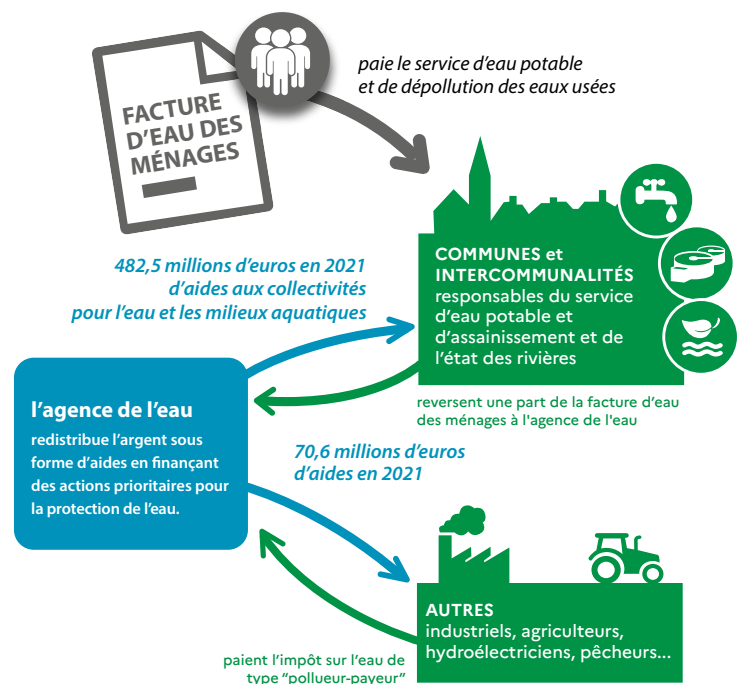 FACTURE
D’EAU DES
MÉNAGES
paie le service d’eau potable
et de dépollution des eaux usées
COMMUNES et
INTERCOMMUNALITÉS
responsables du service
d’eau potable et
d’assainissement et de
l’état des rivières
482,5 millions d’euros en 2021
d’aides aux collectivités
pour l’eau et les milieux aquatiques
l’agence de l’eau
redistribue l’argent sous
forme d’aides en finançant
des actions prioritaires pour
la protection de l’eau.
reversent une part de la facture d’eau
des ménages à l'agence de l'eau
70,6 millions d’euros
d’aides en 2021
AUTRES
industriels, agriculteurs,
hydroélectriciens, pêcheurs...
paient l’impôt sur l’eau de
type “pollueur-payeur”